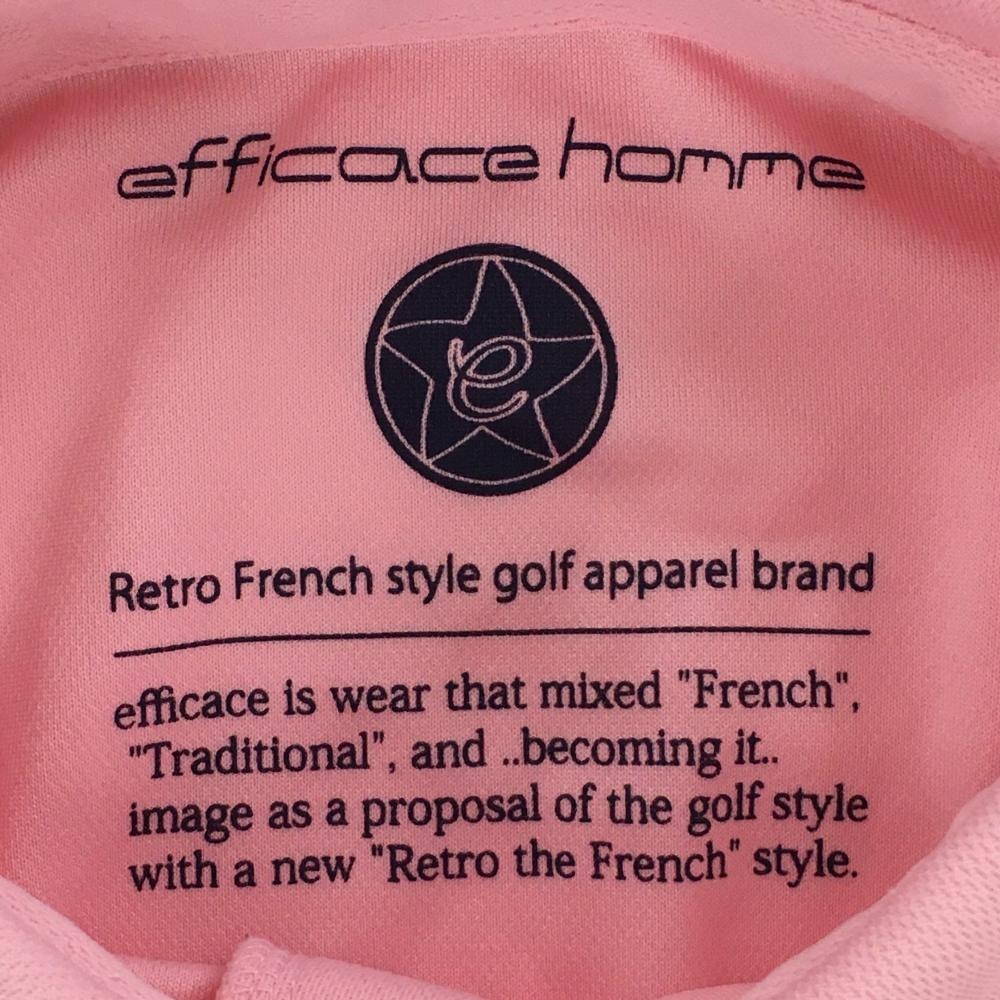 efficace homme
e
Retro French style golf apparel brand
efficace is wear that mixed "French",
"Traditional", and ..becoming it..
image as a proposal of the golf style
with a new "Retro the French" style.